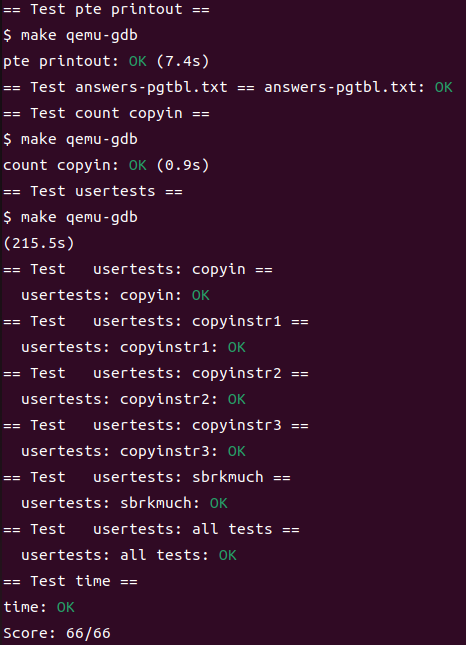 == Test pte printout ==
$ make qemu-gdb
pte printout: OK (7.4s)
== Test answers-pgtbl.txt == answers-pgtbl.txt: OK
== Test count copyin ==
$ make qemu-gdb
count copyin: OK (0.9s)
== Test usertests ==
$ make qemu-gdb
(215.5s)
== Test   usertests: copyin ==
  usertests: copyin: OK
== Test   usertests: copyinstr1 ==
  usertests: copyinstr1: OK
== Test   usertests: copyinstr2 ==
  usertests: copyinstr2: OK
== Test   usertests: copyinstr3 ==
  usertests: copyinstr3: OK
== Test   usertests: sbrkmuch ==
  usertests: sbrkmuch: OK
== Test   usertests: all tests ==
  usertests: all tests: OK
== Test time ==
time: OK
Score: 66/66